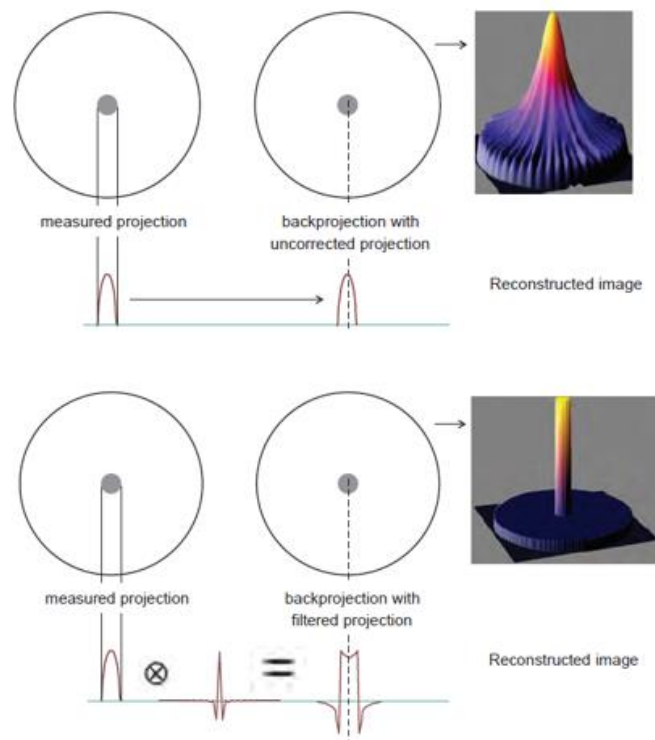 measured projection
backprojection with
uncorrected projection
Reconstructed image
measured projection
backprojection with
filtered projection
Reconstructed image
⊗
=